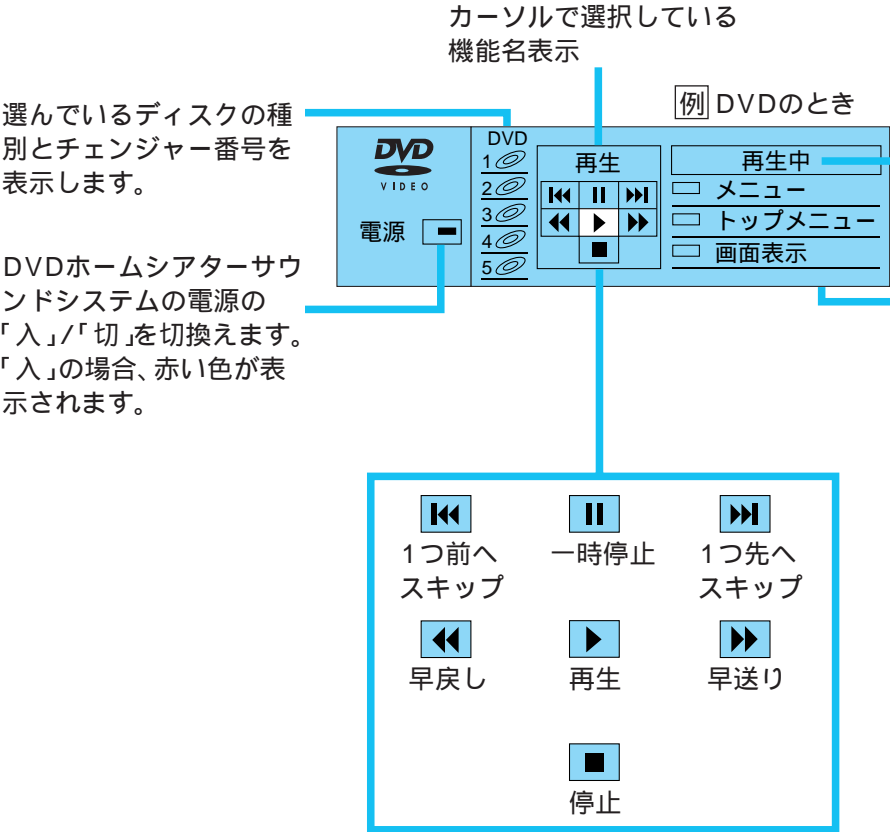 カーソルで選択している
機能名表示
例 DVDのとき
選んでいるディスクの種
別とチェンジャー番号を
表示します。
DVDホームシアターサウ
ンドシステムの電源の
「入」/「切」を切換えます。
「入」の場合、赤い色が表
示されます。
DVD
VIDEO
電源
DVD
1
2
3
4
5
再生
再生中
メニュー
トップメニュー
画面表示
1つ前へ
スキップ
一時停止
1つ先へ
スキップ
早戻し
再生
早送り
停止